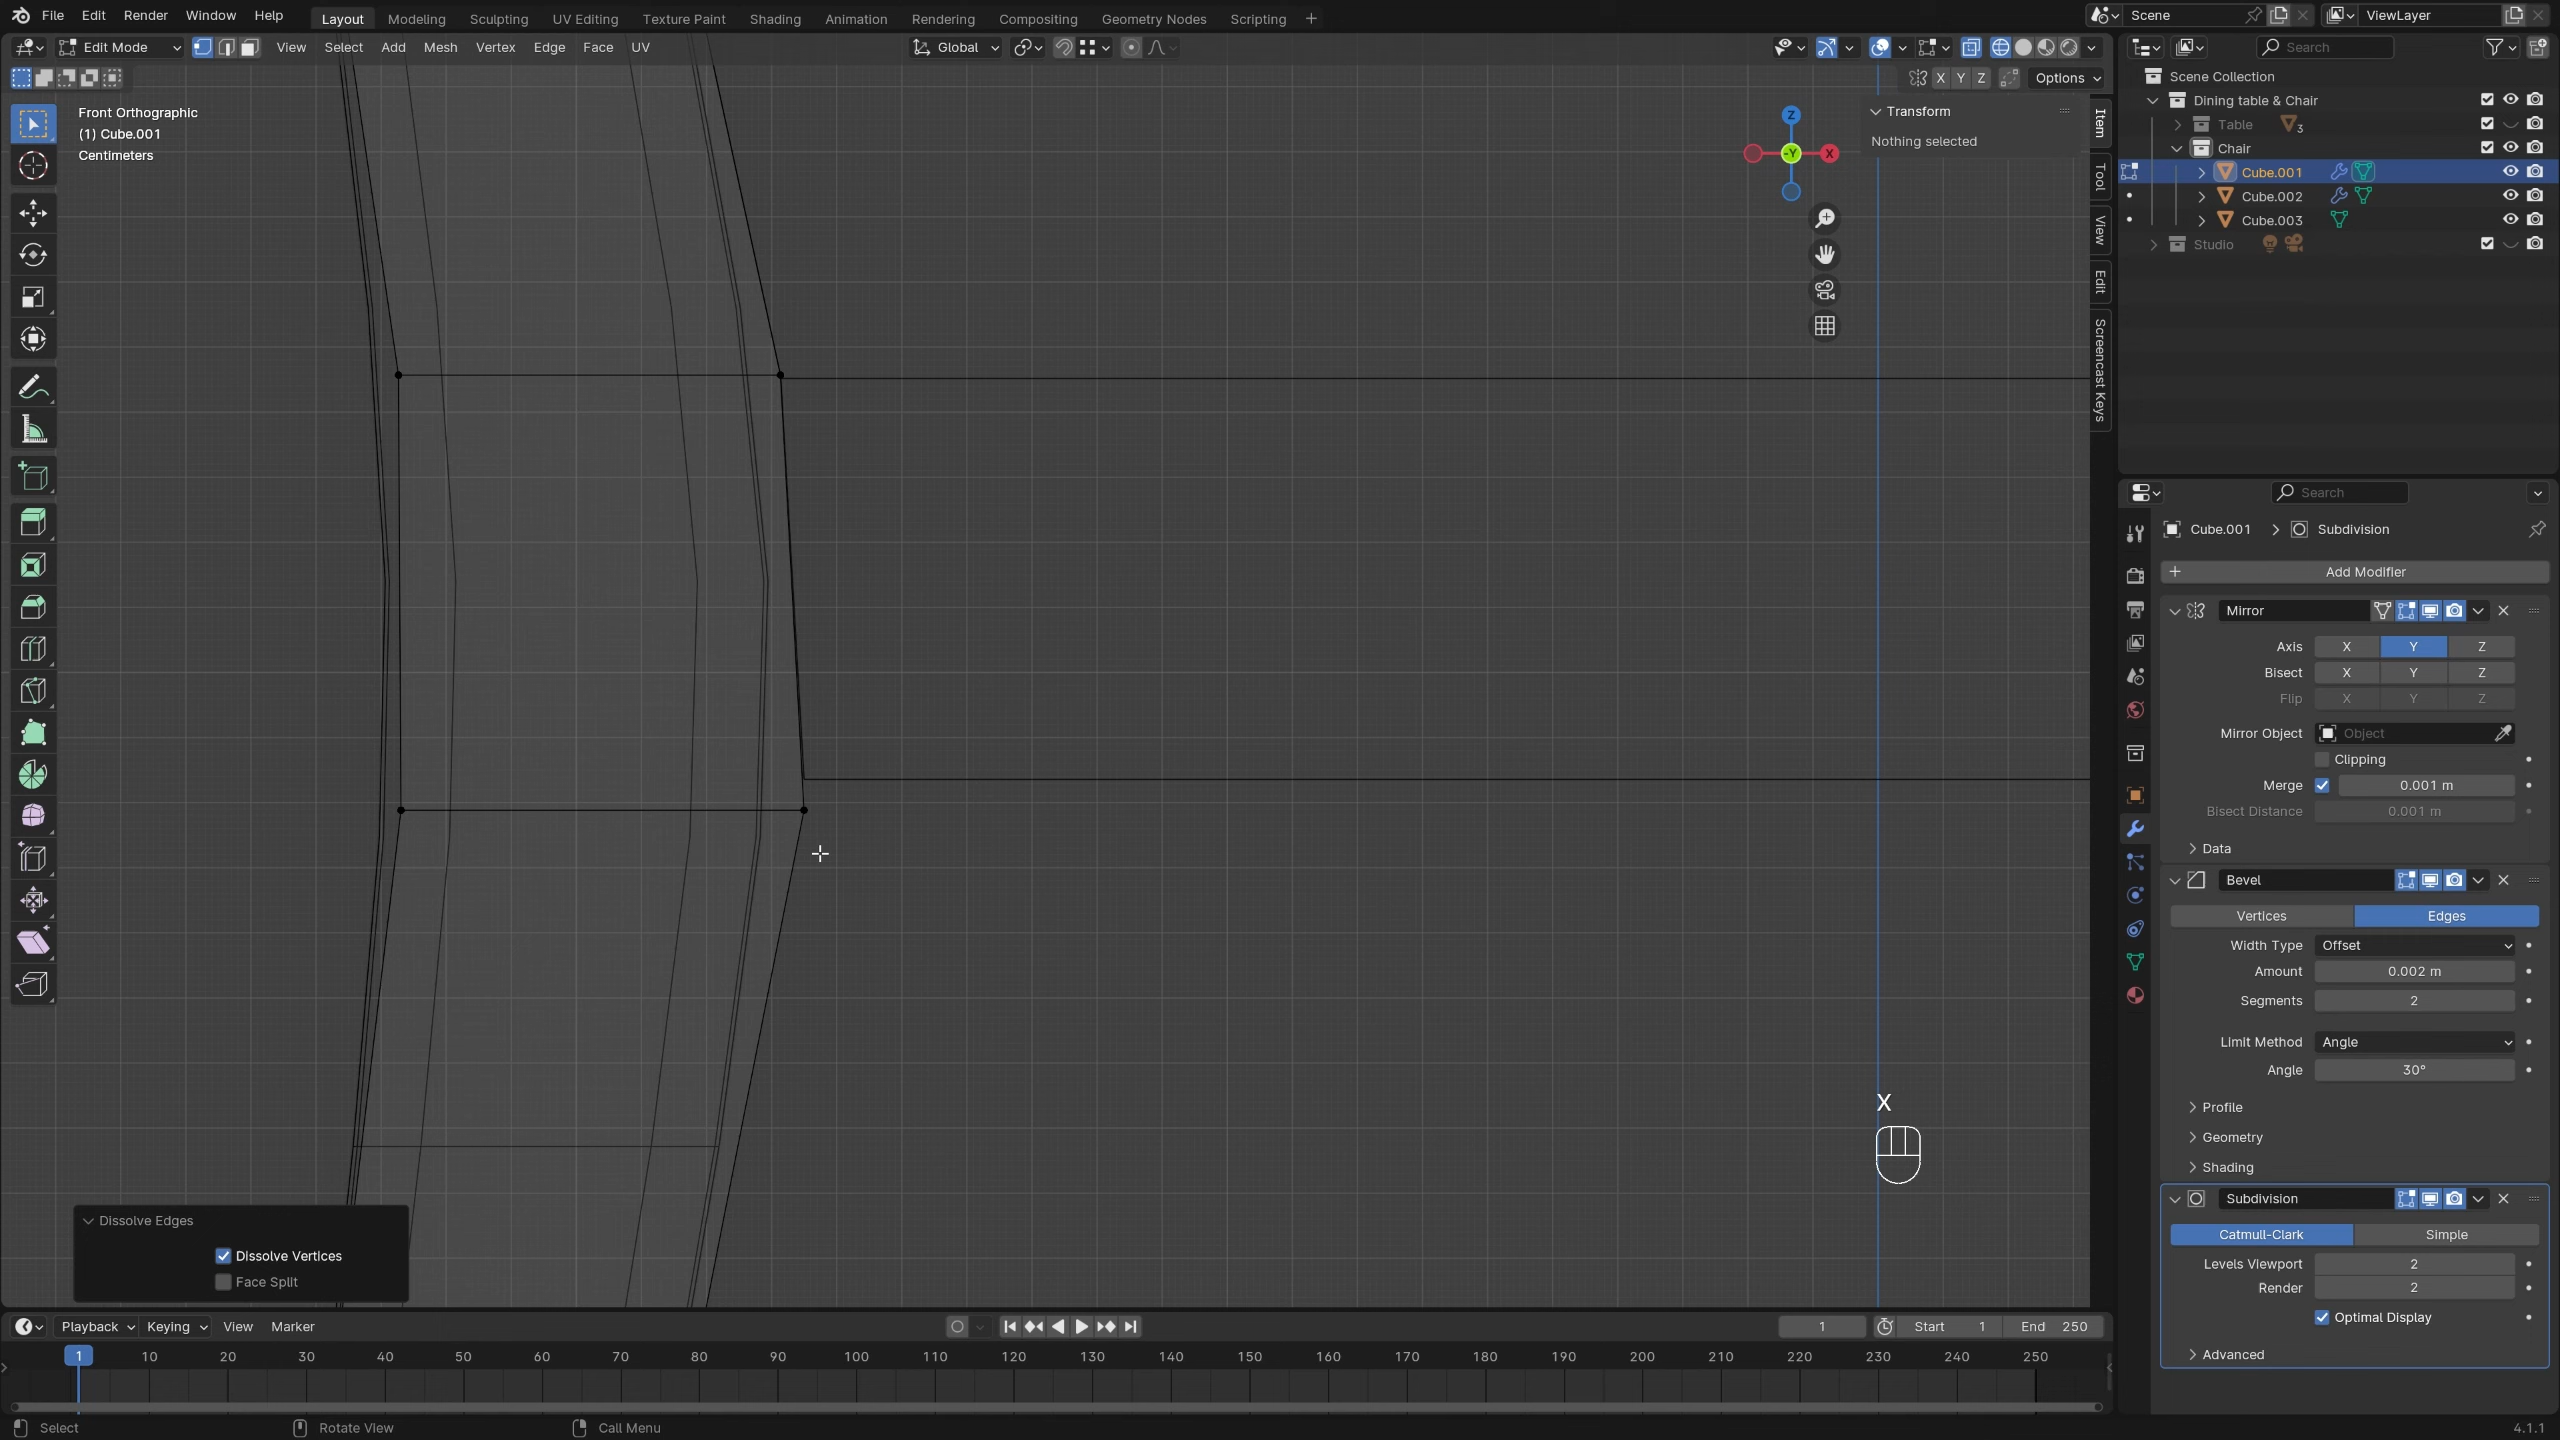 File Edit Render Window Help Layout Modeling Sculpting UV Editing Texture Paint Shading Animation Rendering Compositing Geometry Nodes Scripting + Scene ViewLayer
Edit Mode View Select Add Mesh Vertex Edge Face UV Global Search
X Y Z Options
Front Orthographic
(1) Cube.001
Centimeters
Z
-Y
X
Transform
Nothing selected
Item
Tool
View
Edit
Screencast Keys
Scene Collection
Dining table & Chair
Table 3
Chair
Cube.001
Cube.002
Cube.003
Studio
Search
Cube.001 > Subdivision
+ Add Modifier
Mirror
Axis X Y Z
Bisect X Y Z
Flip X Y Z
Mirror Object Object
Clipping
Merge 0.001 m
Bisect Distance 0.001 m
Data
Bevel
Vertices Edges
Width Type Offset
Amount 0.002 m
Segments 2
Limit Method Angle
Angle 30°
Profile
Geometry
Shading
Subdivision
Catmull-Clark Simple
Levels Viewport 2
Render 2
Optimal Display
Advanced
X
Dissolve Edges
Dissolve Vertices
Face Split
Playback Keying View Marker 1 Start 1 End 250
1 10 20 30 40 50 60 70 80 90 100 110 120 130 140 150 160 170 180 190 200 210 220 230 240 250
Select Rotate View Call Menu 4.1.1